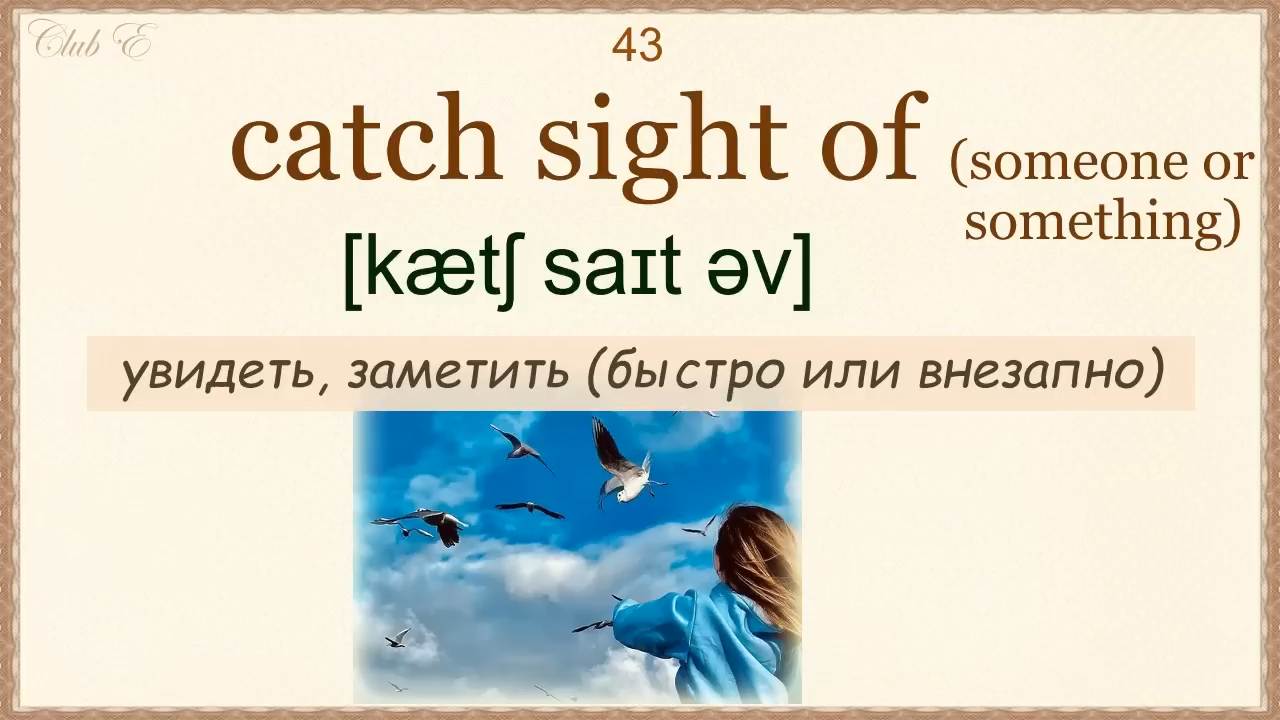 Club E
43
catch sight of (someone or
something)
[kætʃ saɪt əv]
увидеть, заметить (быстро или внезапно)